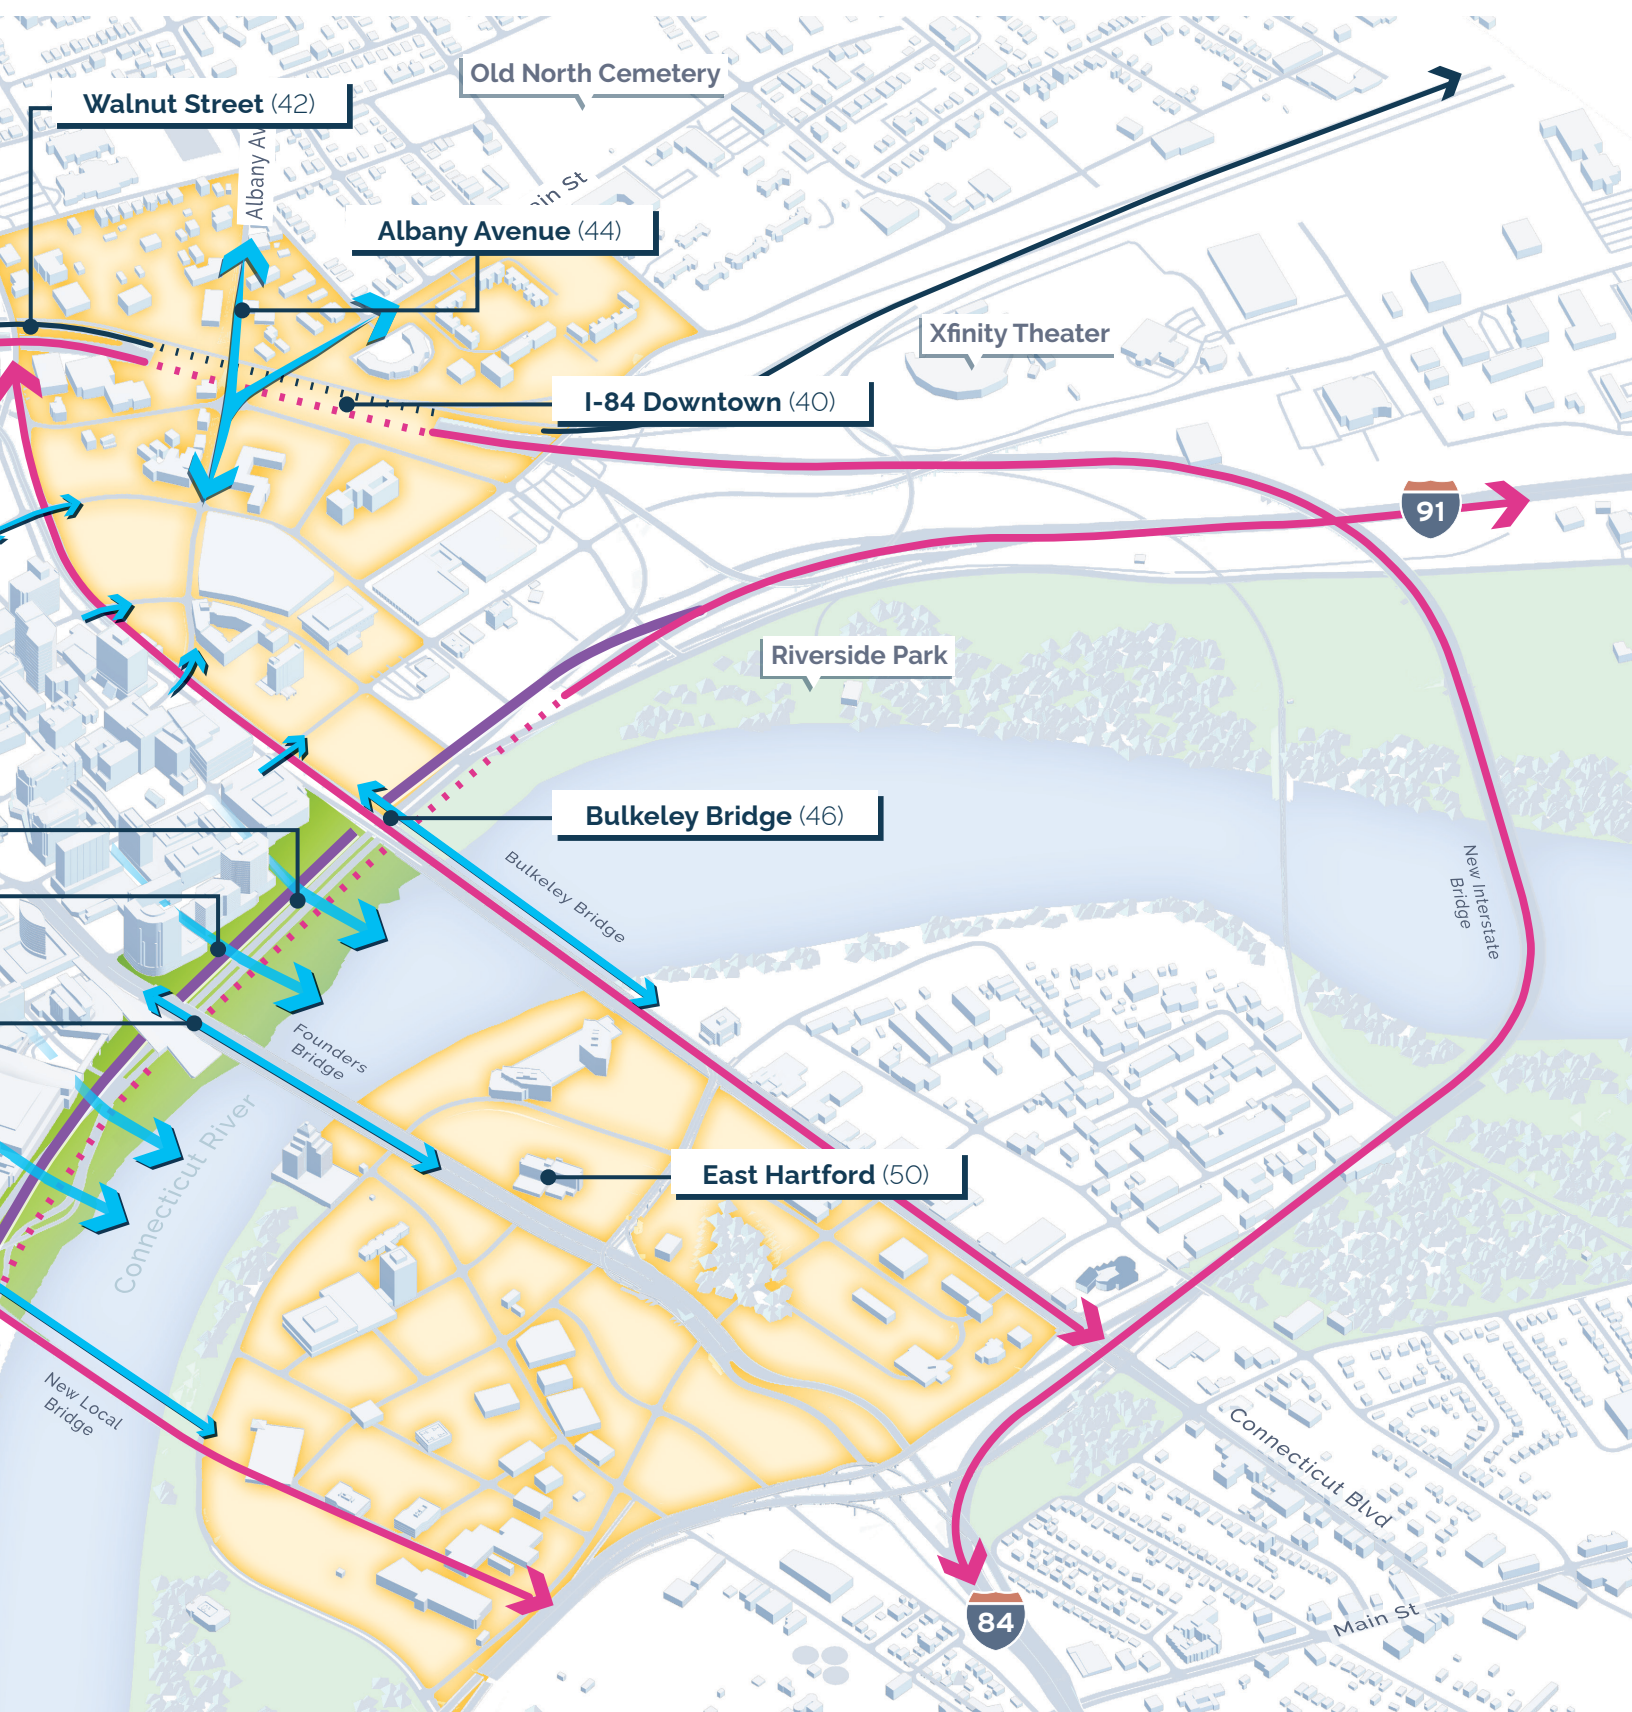 Old North Cemetery
Walnut Street (42)
Albany Av
ain St
Albany Avenue (44)
Xfinity Theater
I-84 Downtown (40)
91
Riverside Park
Bulkeley Bridge (46)
Bulkeley Bridge
New Interstate
Bridge
Founders
Bridge
Connecticut River
East Hartford (50)
New Local
Bridge
Connecticut Blvd
84
Main St